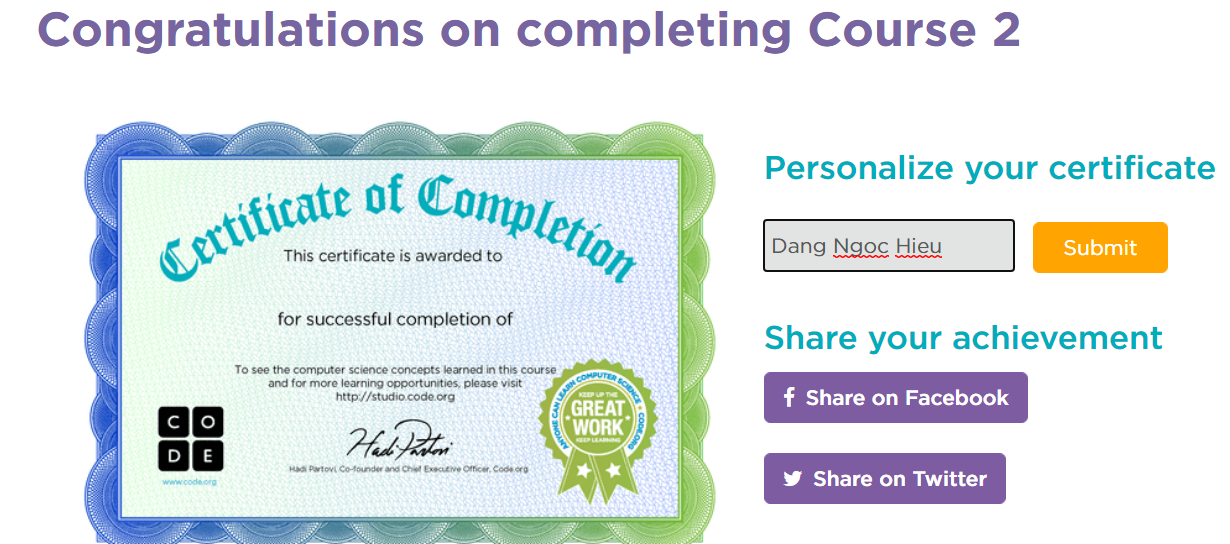 Congratulations on completing Course 2
Certificate of Completion
This certificate is awarded to
for successful completion of
To see the computer science concepts learned in this course
and for more learning opportunities, please visit
http://studio.code.org
CODE
www.code.org
Hadi Partovi
Hadi Partovi, Co-founder and Chief Executive Officer, Code.org
ANYONE CAN LEARN COMPUTER SCIENCE • CODE.ORG
KEEP UP THE
GREAT
WORK
KEEP LEARNING
Personalize your certificate
Dang Ngoc Hieu
Submit
Share your achievement
f Share on Facebook
Share on Twitter